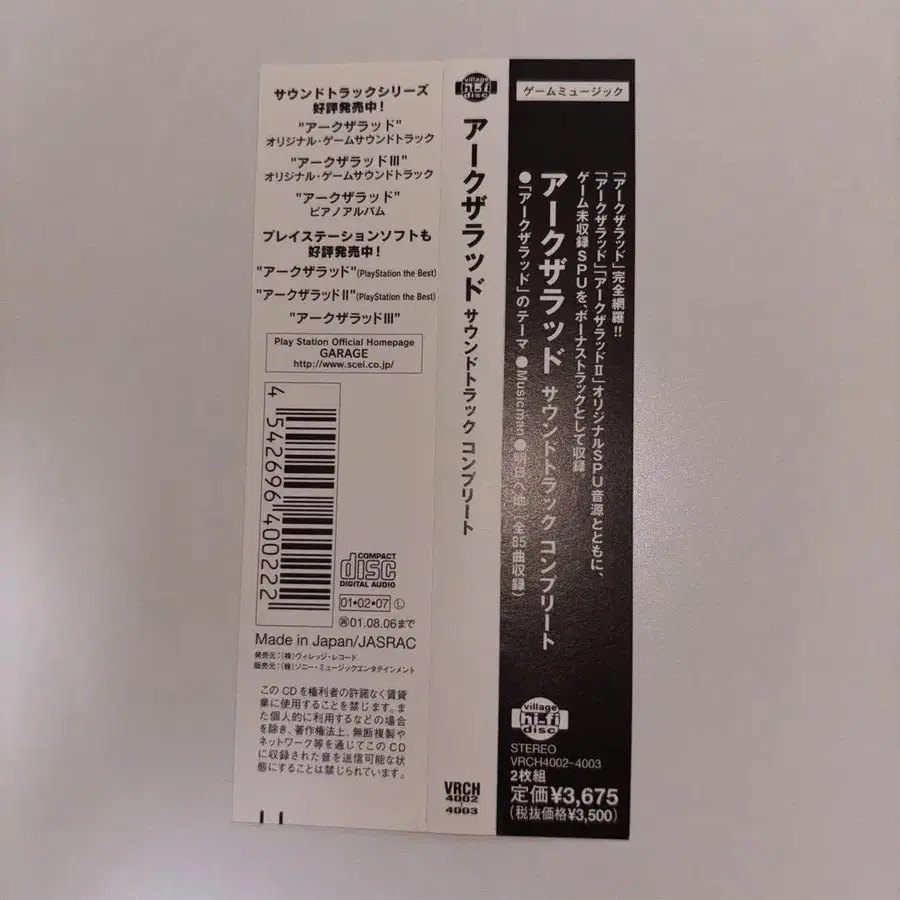 サウンドトラックシリーズ
好評発売中!
"アークザラッド"
オリジナル・ゲームサウンドトラック
"アークザラッドⅢ"
オリジナル・ゲームサウンドトラック
"アークザラッド"
ピアノアルバム
プレイステーションソフトも
好評発売中!
"アークザラッド"(PlayStation the Best)
"アークザラッドⅡ"(PlayStation the Best)
"アークザラッドⅢ"
Play Station Official Homepage
GARAGE
http://www.scei.co.jp/
4 542696 400222
COMPACT
disc
DIGITAL AUDIO
01・02・07 Ⓛ
再01.08.06まで
Made in Japan/JASRAC
発売元:(株)ヴィレッジ・レコード
販売元:(株)ソニー・ミュージックエンタテインメント
このCDを権利者の許諾なく賃貸
業に使用することを禁じます。ま
た個人的に利用するなどの場合
を除き、著作権法上、無断複製や
ネットワーク等を通じてこのCD
に収録された音を送信可能な状
態にすることは禁じられています。
village
hi-fi
disc
アークザラッド サウンドトラック コンプリート
VRCH
4002
4003
ゲームミュージック
「アークザラッド」完全網羅!!
「アークザラッド」「アークザラッドⅡ」オリジナルSPU音源とともに、
ゲーム未収録SPUを、ボーナストラックとして収録。
アークザラッド サウンドトラック コンプリート
●「アークザラッド」のテーマ ●Musicman ●明日へ 他 (全85曲収録)
village
hi-fi
disc
STEREO
VRCH4002~4003
2枚組
定価¥3,675
(税抜価格¥3,500)